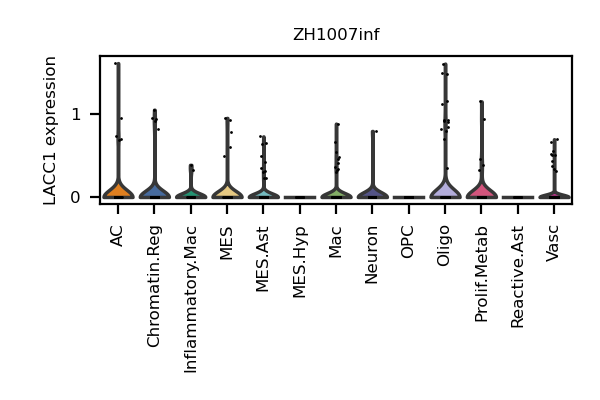 ZH1007inf
LACC1 expression
1
0
AC
Chromatin.Reg
Inflammatory.Mac
MES
MES.Ast
MES.Hyp
Mac
Neuron
OPC
Oligo
Prolif.Metab
Reactive.Ast
Vasc